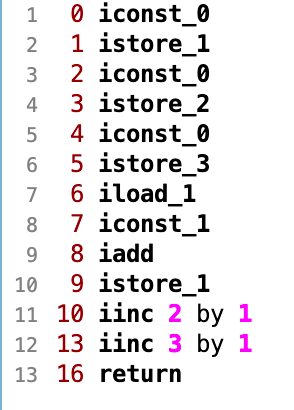 1 0 iconst_0
2 1 istore_1
3 2 iconst_0
4 3 istore_2
5 4 iconst_0
6 5 istore_3
7 6 iload_1
8 7 iconst_1
9 8 iadd
10 9 istore_1
11 10 iinc 2 by 1
12 13 iinc 3 by 1
13 16 return